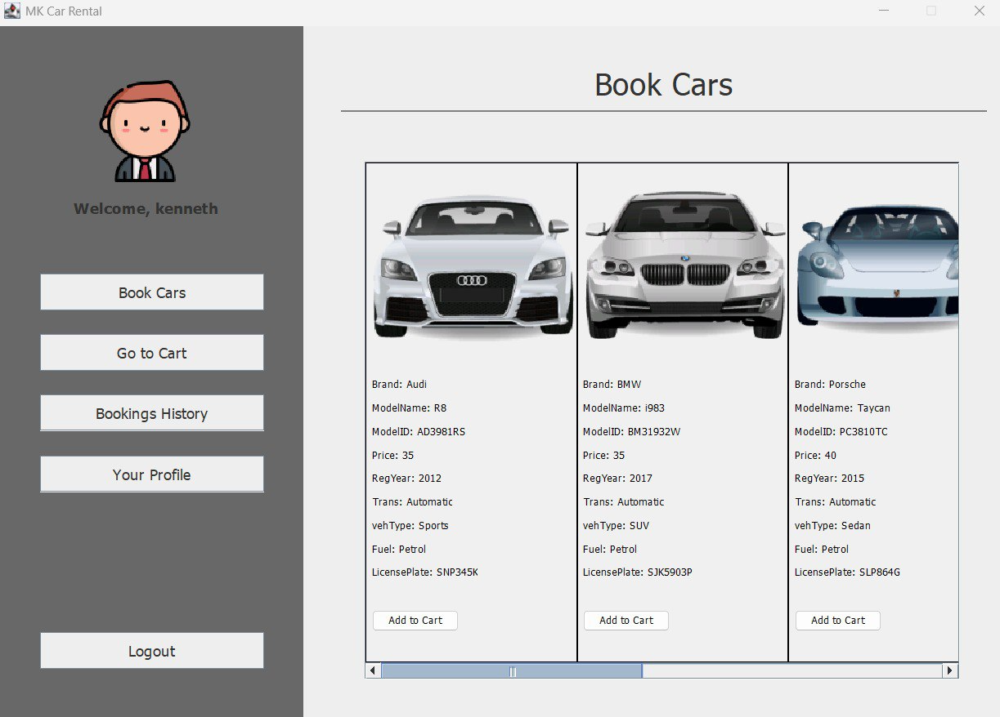 MK Car Rental
Welcome, kenneth
Book Cars
Go to Cart
Bookings History
Your Profile
Logout
Book Cars
Brand: Audi
ModelName: R8
ModelID: AD3981RS
Price: 35
RegYear: 2012
Trans: Automatic
vehType: Sports
Fuel: Petrol
LicensePlate: SNP345K
Add to Cart
Brand: BMW
ModelName: i983
ModelID: BM31932W
Price: 35
RegYear: 2017
Trans: Automatic
vehType: SUV
Fuel: Petrol
LicensePlate: SJK5903P
Add to Cart
Brand: Porsche
ModelName: Taycan
ModelID: PC3810TC
Price: 40
RegYear: 2015
Trans: Automatic
vehType: Sedan
Fuel: Petrol
LicensePlate: SLP864G
Add to Cart